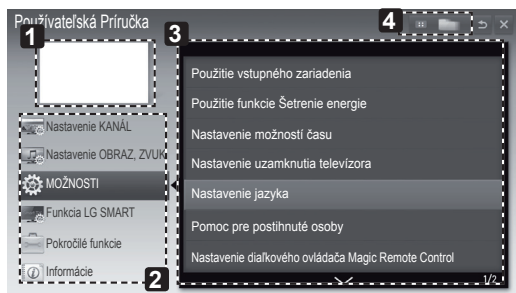 Používateľská Príručka
1
3
4
Nastavenie KANÁL
Nastavenie OBRAZ, ZVUK
MOŽNOSTI
Funkcia LG SMART
Pokročilé funkcie
Informácie
2
Použitie vstupného zariadenia
Použitie funkcie Šetrenie energie
Nastavenie možností času
Nastavenie uzamknutia televízora
Nastavenie jazyka
Pomoc pre postihnuté osoby
Nastavenie diaľkového ovládača Magic Remote Control
1/2